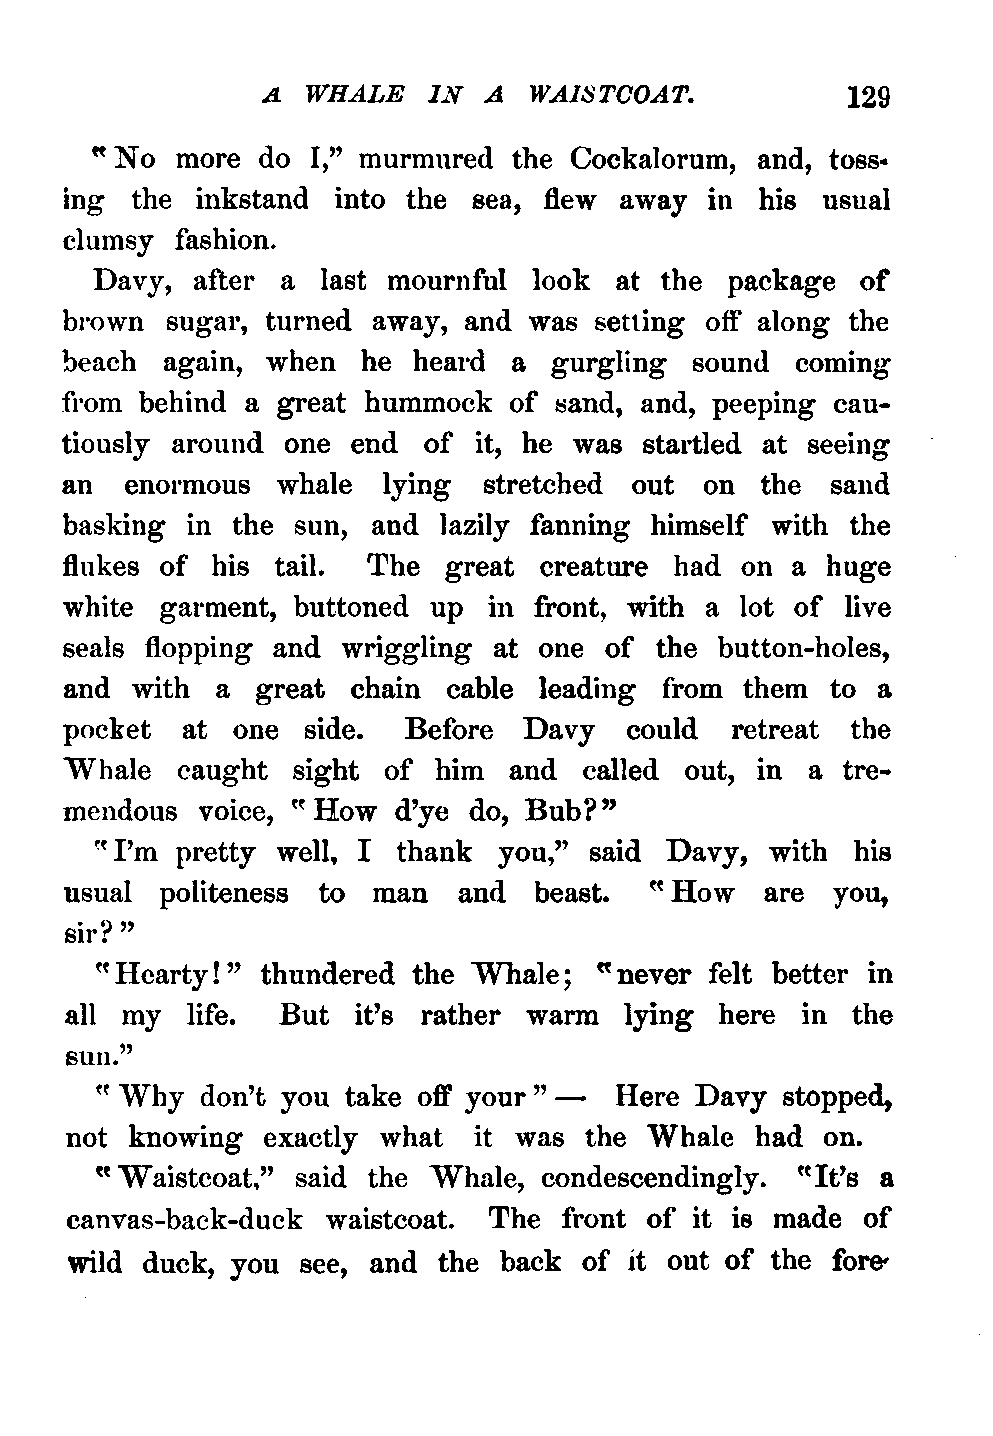 A WHALE IN A WAISTCOAT. 129
"No more do I," murmured the Cockalorum, and, toss-
ing the inkstand into the sea, flew away in his usual
clumsy fashion.
Davy, after a last mournful look at the package of
brown sugar, turned away, and was setting off along the
beach again, when he heard a gurgling sound coming
from behind a great hummock of sand, and, peeping cau-
tiously around one end of it, he was startled at seeing
an enormous whale lying stretched out on the sand
basking in the sun, and lazily fanning himself with the
flukes of his tail. The great creature had on a huge
white garment, buttoned up in front, with a lot of live
seals flopping and wriggling at one of the button-holes,
and with a great chain cable leading from them to a
pocket at one side. Before Davy could retreat the
Whale caught sight of him and called out, in a tre-
mendous voice, "How d'ye do, Bub?"
"I'm pretty well, I thank you," said Davy, with his
usual politeness to man and beast. "How are you,
sir?"
"Hearty!" thundered the Whale; "never felt better in
all my life. But it's rather warm lying here in the
sun."
"Why don't you take off your"— Here Davy stopped,
not knowing exactly what it was the Whale had on.
"Waistcoat," said the Whale, condescendingly. "It's a
canvas-back-duck waistcoat. The front of it is made of
wild duck, you see, and the back of it out of the fore-